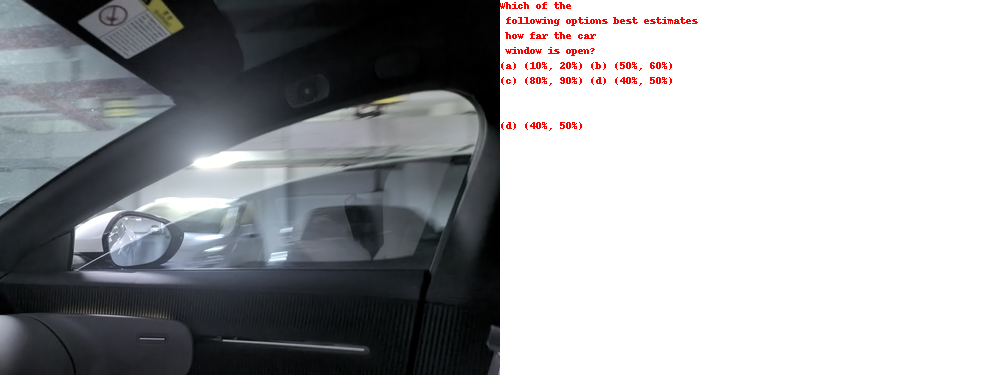 Which of the
following options best estimates
how far the car
window is open?
(a) (10%, 20%) (b) (50%, 60%)
(c) (80%, 90%) (d) (40%, 50%)
(d) (40%, 50%)